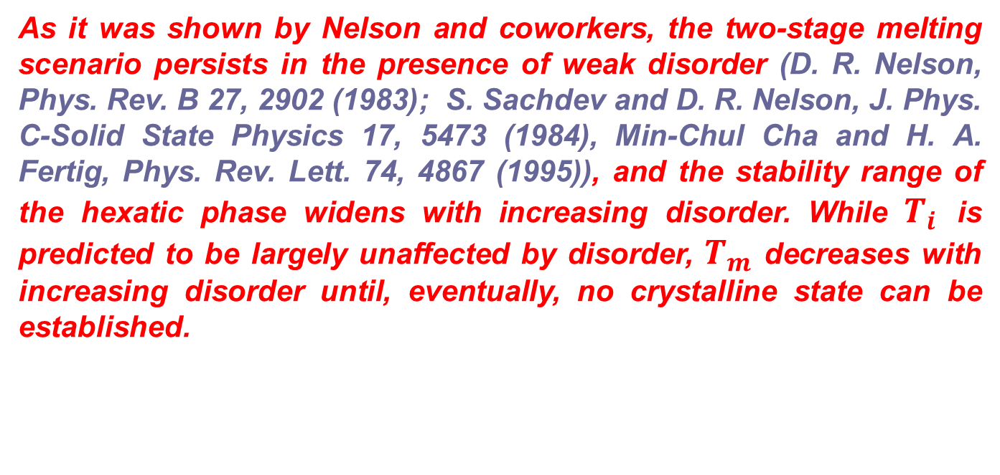 As it was shown by Nelson and coworkers, the two-stage melting
scenario persists in the presence of weak disorder (D. R. Nelson,
Phys. Rev. B 27, 2902 (1983); S. Sachdev and D. R. Nelson, J. Phys.
C-Solid State Physics 17, 5473 (1984), Min-Chul Cha and H. A.
Fertig, Phys. Rev. Lett. 74, 4867 (1995)), and the stability range of
the hexatic phase widens with increasing disorder. While T_i is
predicted to be largely unaffected by disorder, T_m decreases with
increasing disorder until, eventually, no crystalline state can be
established.